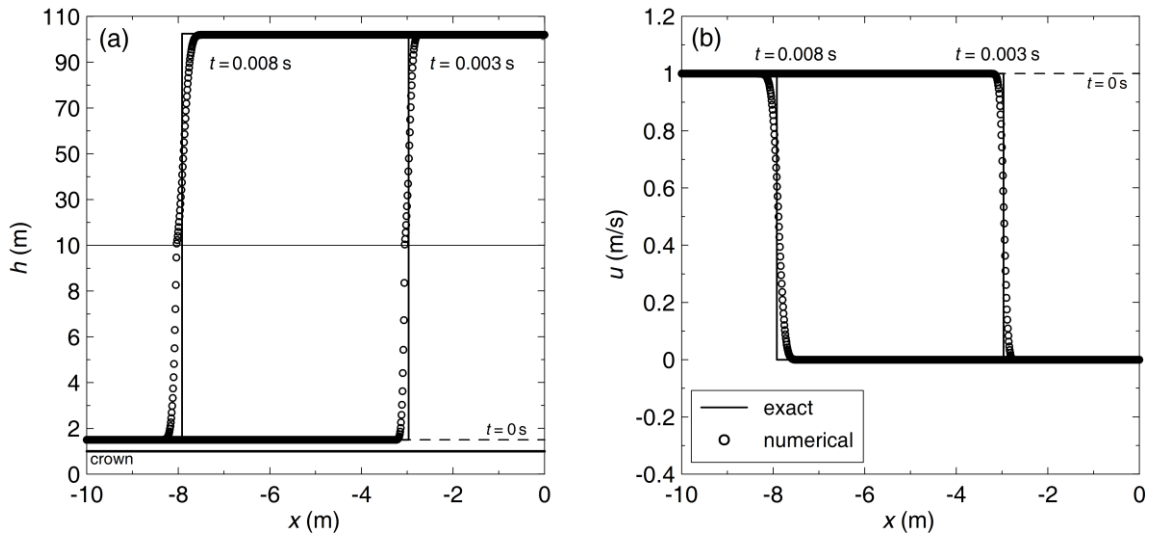 (a)
t = 0.008 s
t = 0.003 s
t = 0 s
crown
h (m)
110
90
70
50
30
10
8
6
4
2
0
-10
-8
-6
-4
-2
0
x (m)
(b)
t = 0.008 s
t = 0.003 s
t = 0 s
u (m/s)
1.2
1
0.8
0.6
0.4
0.2
0
-0.2
-0.4
exact
numerical
-10
-8
-6
-4
-2
0
x (m)